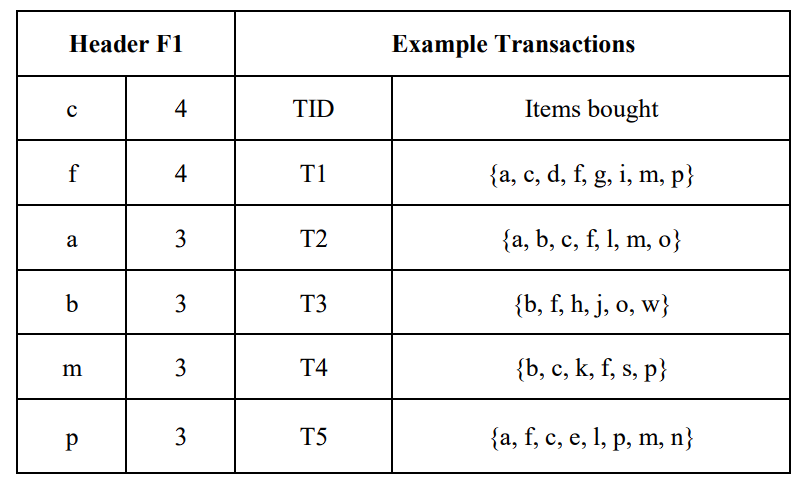 Header F1 Example Transactions
c 4 TID Items bought
f 4 T1 {a, c, d, f, g, i, m, p}
a 3 T2 {a, b, c, f, l, m, o}
b 3 T3 {b, f, h, j, o, w}
m 3 T4 {b, c, k, f, s, p}
p 3 T5 {a, f, c, e, l, p, m, n}